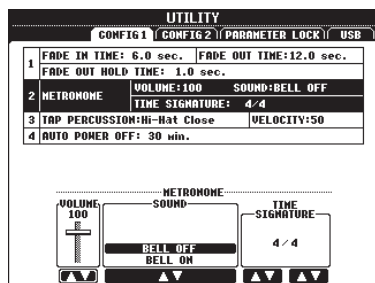 UTILITY
CONFIG 1 CONFIG 2 PARAMETER LOCK USB
1 FADE IN TIME: 6.0 sec. FADE OUT TIME:12.0 sec.
FADE OUT HOLD TIME: 1.0 sec.
2 METRONOME VOLUME:100 SOUND:BELL OFF
TIME SIGNATURE: 4/4
3 TAP PERCUSSION:Hi-Hat Close VELOCITY:50
4 AUTO POWER OFF: 30 min.
METRONOME
VOLUME SOUND TIME SIGNATURE
100
4/4
BELL OFF
BELL ON